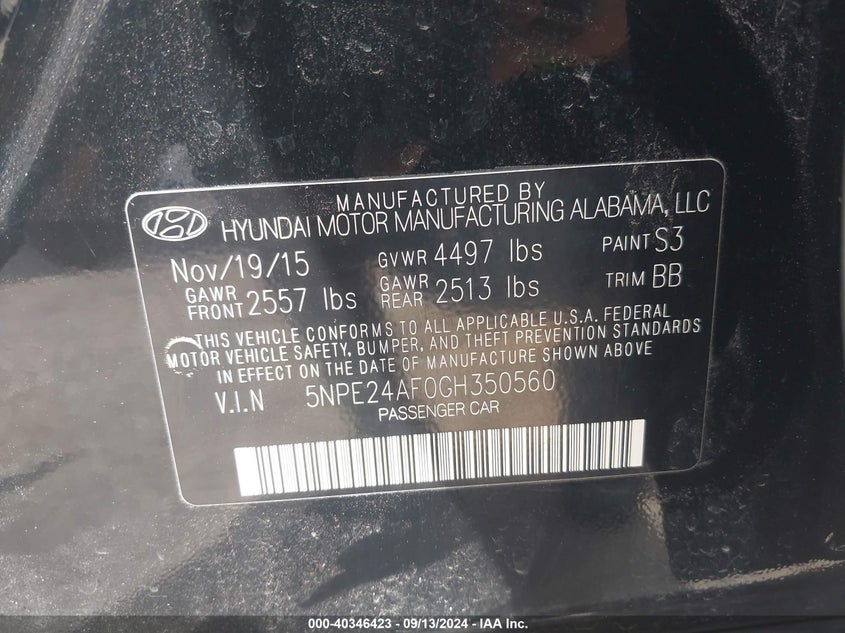 MANUFACTURED BY
HYUNDAI MOTOR MANUFACTURING ALABAMA, LLC
Nov/19/15 GVWR 4497 lbs PAINT S3
GAWR FRONT 2557 lbs GAWR REAR 2513 lbs TRIM BB
THIS VEHICLE CONFORMS TO ALL APPLICABLE U.S.A. FEDERAL
MOTOR VEHICLE SAFETY, BUMPER, AND THEFT PREVENTION STANDARDS
IN EFFECT ON THE DATE OF MANUFACTURE SHOWN ABOVE
V.I.N 5NPE24AF0GH350560
PASSENGER CAR
000-40346423 - 09/13/2024 - IAA Inc.